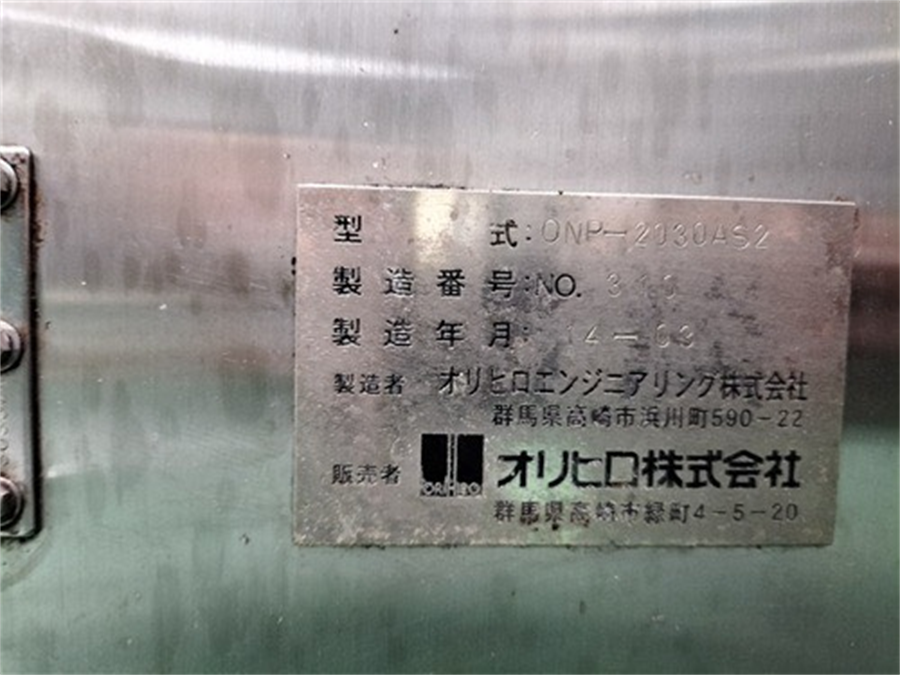 型 式:ONP-2030AS2
製造番号:NO.
製造年月: 14-03
製造者 オリヒロエンジニアリング株式会社
群馬県高崎市浜川町590-22
販売者 ORIHIRO オリヒロ株式会社
群馬県高崎市緑町4-5-20